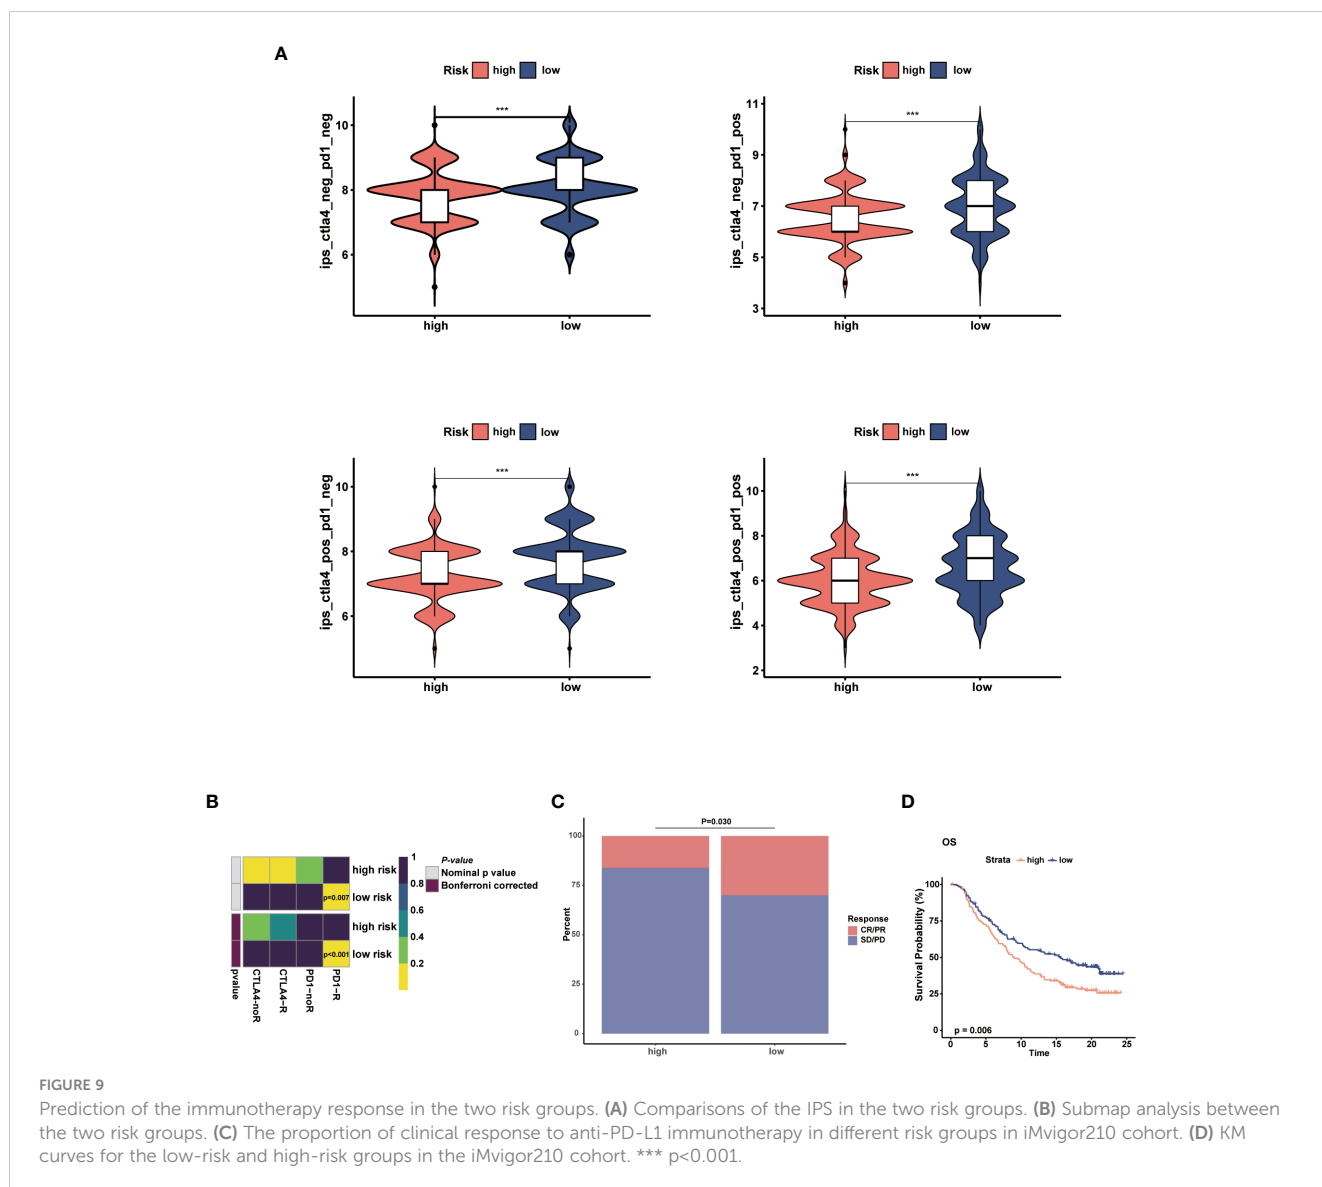 A
Risk high low
Risk high low
***
***
ips_ctla4_neg_pd1_neg
10
8
6
high low
ips_ctla4_neg_pd1_pos
11
9
7
5
3
high low
Risk high low
Risk high low
***
***
ips_ctla4_pos_pd1_neg
10
8
6
high low
ips_ctla4_pos_pd1_pos
10
8
6
4
2
high low
B
high risk
low risk
high risk
low risk
p=0.007
p<0.001
pvalue
CTLA4-noR
CTLA4-R
PD1-noR
PD1-R
1
0.8
0.6
0.4
0.2
P-value
Nominal p value
Bonferroni corrected
C
P=0.030
Percent
100
75
50
25
0
high low
Response
CR/PR
SD/PD
D
OS
Strata high low
Survival Probability (%)
100
75
50
25
0
p = 0.006
0 5 10 15 20 25
Time
FIGURE 9
Prediction of the immunotherapy response in the two risk groups. (A) Comparisons of the IPS in the two risk groups. (B) Submap analysis between
the two risk groups. (C) The proportion of clinical response to anti-PD-L1 immunotherapy in different risk groups in iMvigor210 cohort. (D) KM
curves for the low-risk and high-risk groups in the iMvigor210 cohort. *** p<0.001.